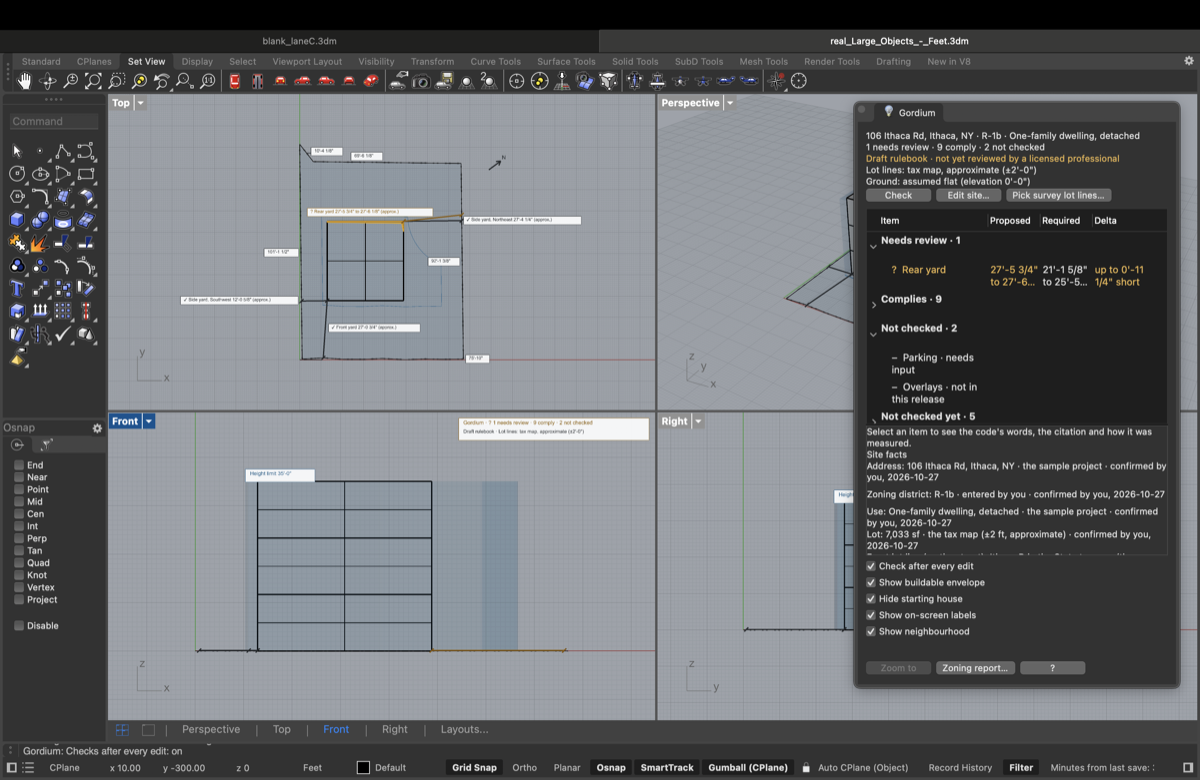 blank_laneC.3dm
real_Large_Objects_-_Feet.3dm
Standard CPlanes Set View Display Select Viewport Layout Visibility Transform Curve Tools Surface Tools Solid Tools SubD Tools Mesh Tools Render Tools Drafting New in V8
Command
Top
Perspective
N
? Rear yard 27'-5 3/4" to 27'-6 1/8" (approx.)
✓ Side yard, Northeast 27'-4 1/4" (approx.)
✓ Side yard, Southwest 12'-5 5/8" (approx.)
✓ Front yard 27'-0 3/4" (approx.)
y
x
z
y
x
Front
Gordium · ? 1 needs review · 9 comply · 2 not checked
Draft rulebook · Lot lines: tax map, approximate (±2'-0")
Right
Height limit 35'-0"
Height
z
x
z
y
Osnap
End
Near
Point
Mid
Cen
Int
Perp
Tan
Quad
Knot
Vertex
Project
Disable
Gordium
106 Ithaca Rd, Ithaca, NY · R-1b · One-family dwelling, detached
1 needs review · 9 comply · 2 not checked
Draft rulebook · not yet reviewed by a licensed professional
Lot lines: tax map, approximate (±2'-0")
Ground: assumed flat (elevation 0'-0")
Check Edit site... Pick survey lot lines...
Item Proposed Required Delta
Needs review · 1
? Rear yard 27'-5 3/4" 21'-1 5/8" up to 0'-11
to 27'-6... to 25'-5... 1/4" short
Complies · 9
Not checked · 2
– Parking · needs
input
– Overlays · not in
this release
Not checked yet · 5
Select an item to see the code's words, the citation and how it was
measured.
Site facts
Address: 106 Ithaca Rd, Ithaca, NY · the sample project · confirmed by
you, 2026-10-27
Zoning district: R-1b · entered by you · confirmed by you, 2026-10-27
Use: One-family dwelling, detached · the sample project · confirmed
by you, 2026-10-27
Lot: 7,033 sf · the tax map (±2 ft, approximate) · confirmed by you,
2026-10-27
Check after every edit
Show buildable envelope
Hide starting house
Show on-screen labels
Show neighbourhood
Zoom to Zoning report... ?
Perspective Top Front Right Layouts...
Gordium: Checks after every edit: on
CPlane x 10.00 y -300.00 z 0 Feet Default Grid Snap Ortho Planar Osnap SmartTrack Gumball (CPlane) Auto CPlane (Object) Record History Filter Minutes from last save: